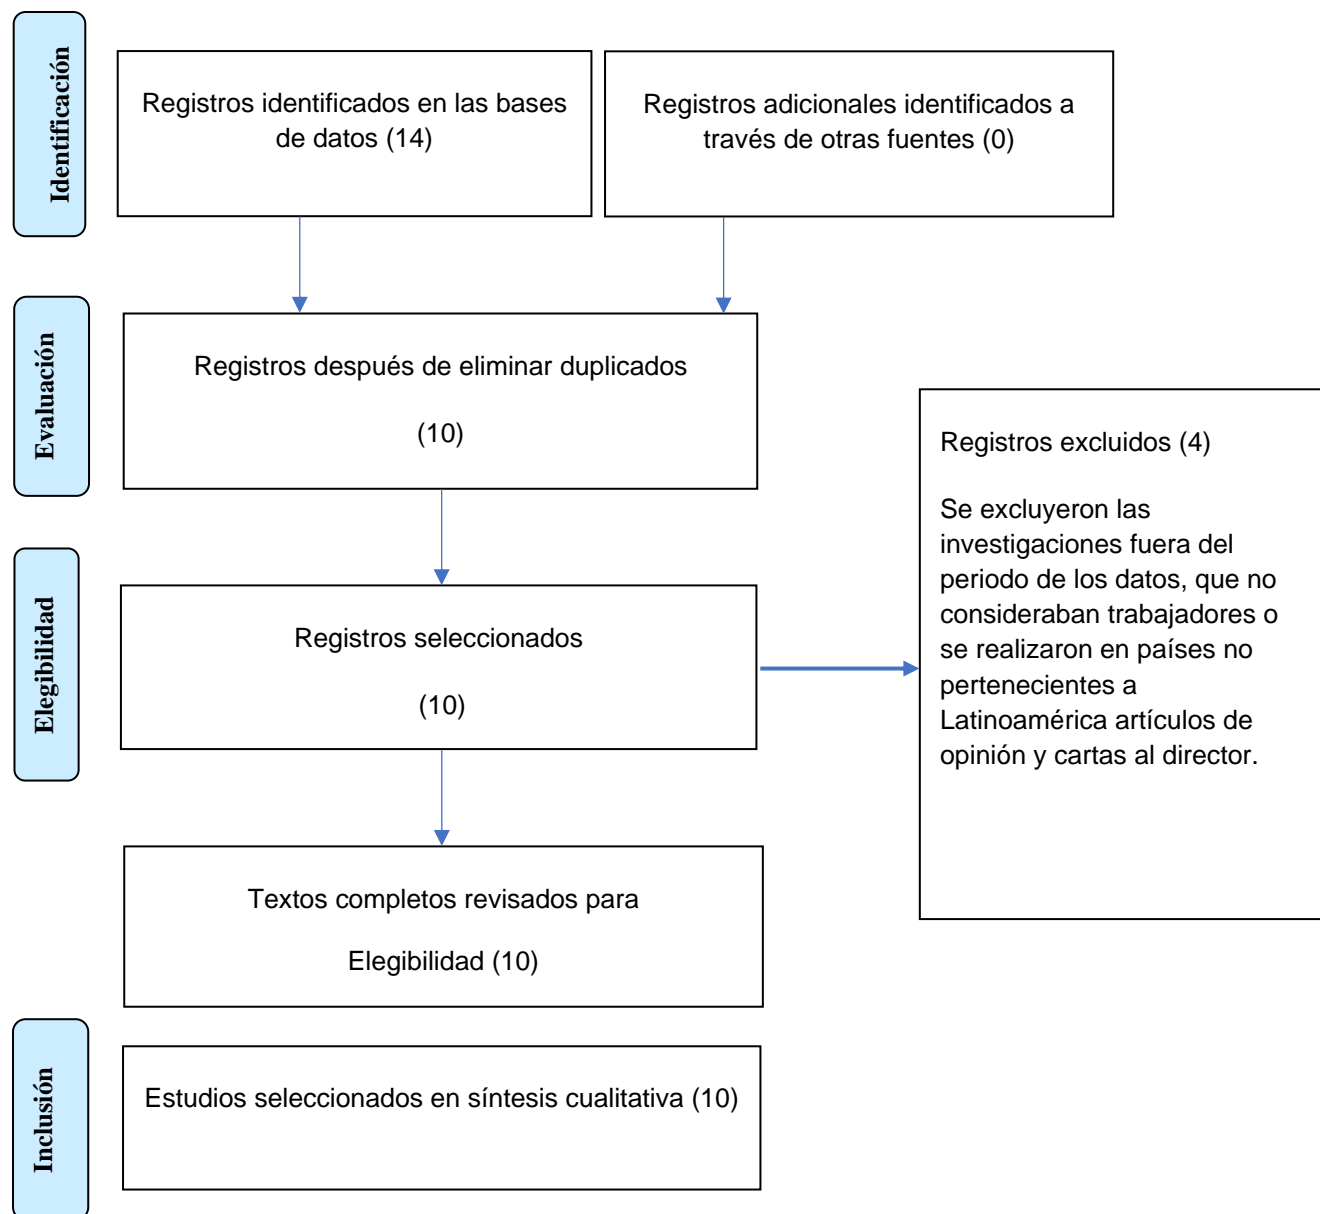 Identificación
Registros identificados en las bases
de datos (14)
Registros adicionales identificados a
través de otras fuentes (0)
Evaluación
Registros después de eliminar duplicados
(10)
Registros excluidos (4)
Se excluyeron las
investigaciones fuera del
periodo de los datos, que no
consideraban trabajadores o
se realizaron en países no
pertenecientes a
Latinoamérica artículos de
opinión y cartas al director.
Elegibilidad
Registros seleccionados
(10)
Textos completos revisados para
Elegibilidad (10)
Inclusión
Estudios seleccionados en síntesis cualitativa (10)